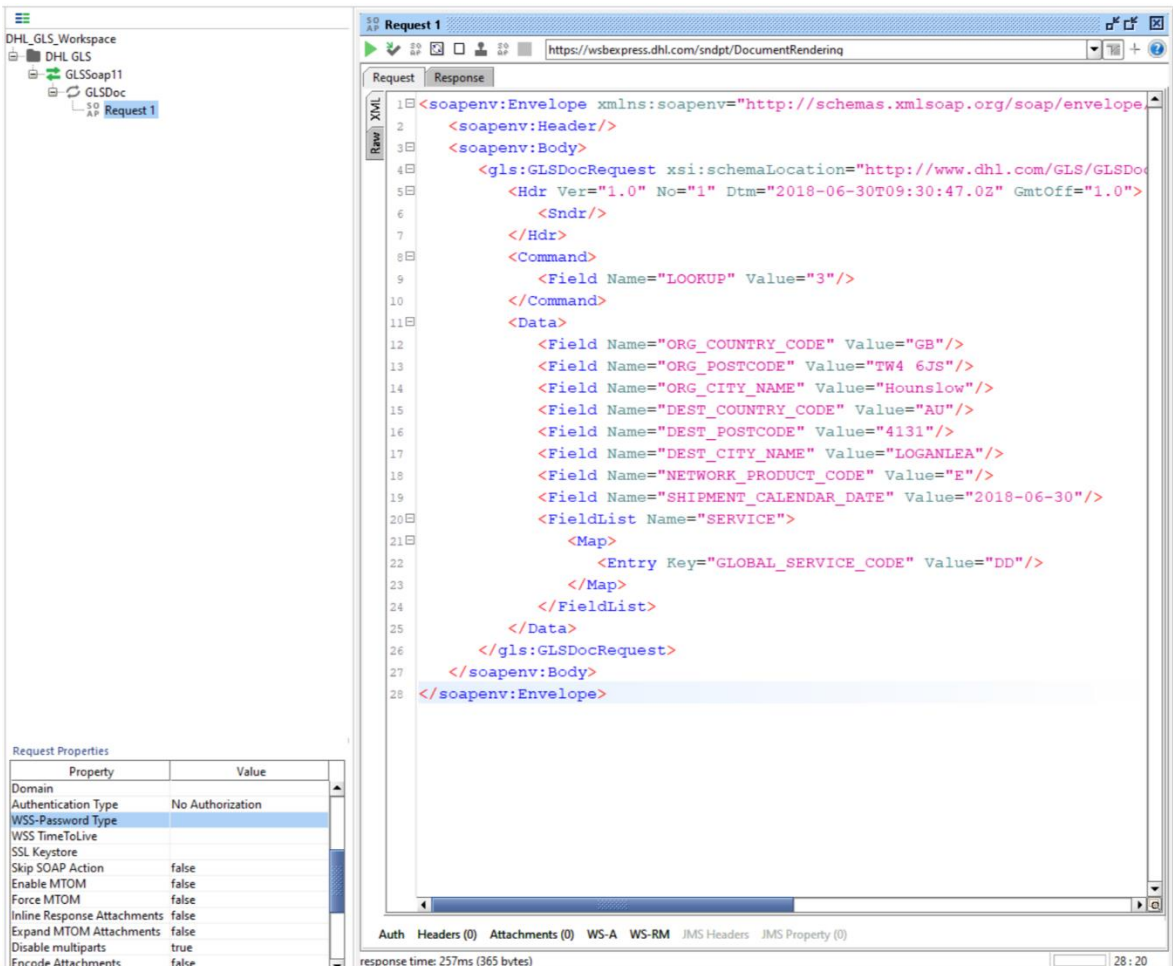 DHL_GLS_Workspace
DHL GLS
GLSSoap11
GLSDoc
SOAP Request 1
Request Properties
Property Value
Domain
Authentication Type No Authorization
WSS-Password Type
WSS TimeToLive
SSL Keystore
Skip SOAP Action false
Enable MTOM false
Force MTOM false
Inline Response Attachments false
Expand MTOM Attachments false
Disable multiparts true
Encode Attachments false
SOAP Request 1
https://wsbexpress.dhl.com/sndpt/DocumentRendering
Request Response
XML
Raw
1 <soapenv:Envelope xmlns:soapenv="http://schemas.xmlsoap.org/soap/envelope/
2 <soapenv:Header/>
3 <soapenv:Body>
4 <gls:GLSDocRequest xsi:schemaLocation="http://www.dhl.com/GLS/GLSDoc
5 <Hdr Ver="1.0" No="1" Dtm="2018-06-30T09:30:47.0Z" GmtOff="1.0">
6 <Sndr/>
7 </Hdr>
8 <Command>
9 <Field Name="LOOKUP" Value="3"/>
10 </Command>
11 <Data>
12 <Field Name="ORG_COUNTRY_CODE" Value="GB"/>
13 <Field Name="ORG_POSTCODE" Value="TW4 6JS"/>
14 <Field Name="ORG_CITY_NAME" Value="Hounslow"/>
15 <Field Name="DEST_COUNTRY_CODE" Value="AU"/>
16 <Field Name="DEST_POSTCODE" Value="4131"/>
17 <Field Name="DEST_CITY_NAME" Value="LOGANLEA"/>
18 <Field Name="NETWORK_PRODUCT_CODE" Value="E"/>
19 <Field Name="SHIPMENT_CALENDAR_DATE" Value="2018-06-30"/>
20 <FieldList Name="SERVICE">
21 <Map>
22 <Entry Key="GLOBAL_SERVICE_CODE" Value="DD"/>
23 </Map>
24 </FieldList>
25 </Data>
26 </gls:GLSDocRequest>
27 </soapenv:Body>
28 </soapenv:Envelope>
Auth Headers (0) Attachments (0) WS-A WS-RM JMS Headers JMS Property (0)
response time: 257ms (365 bytes) 28 : 20